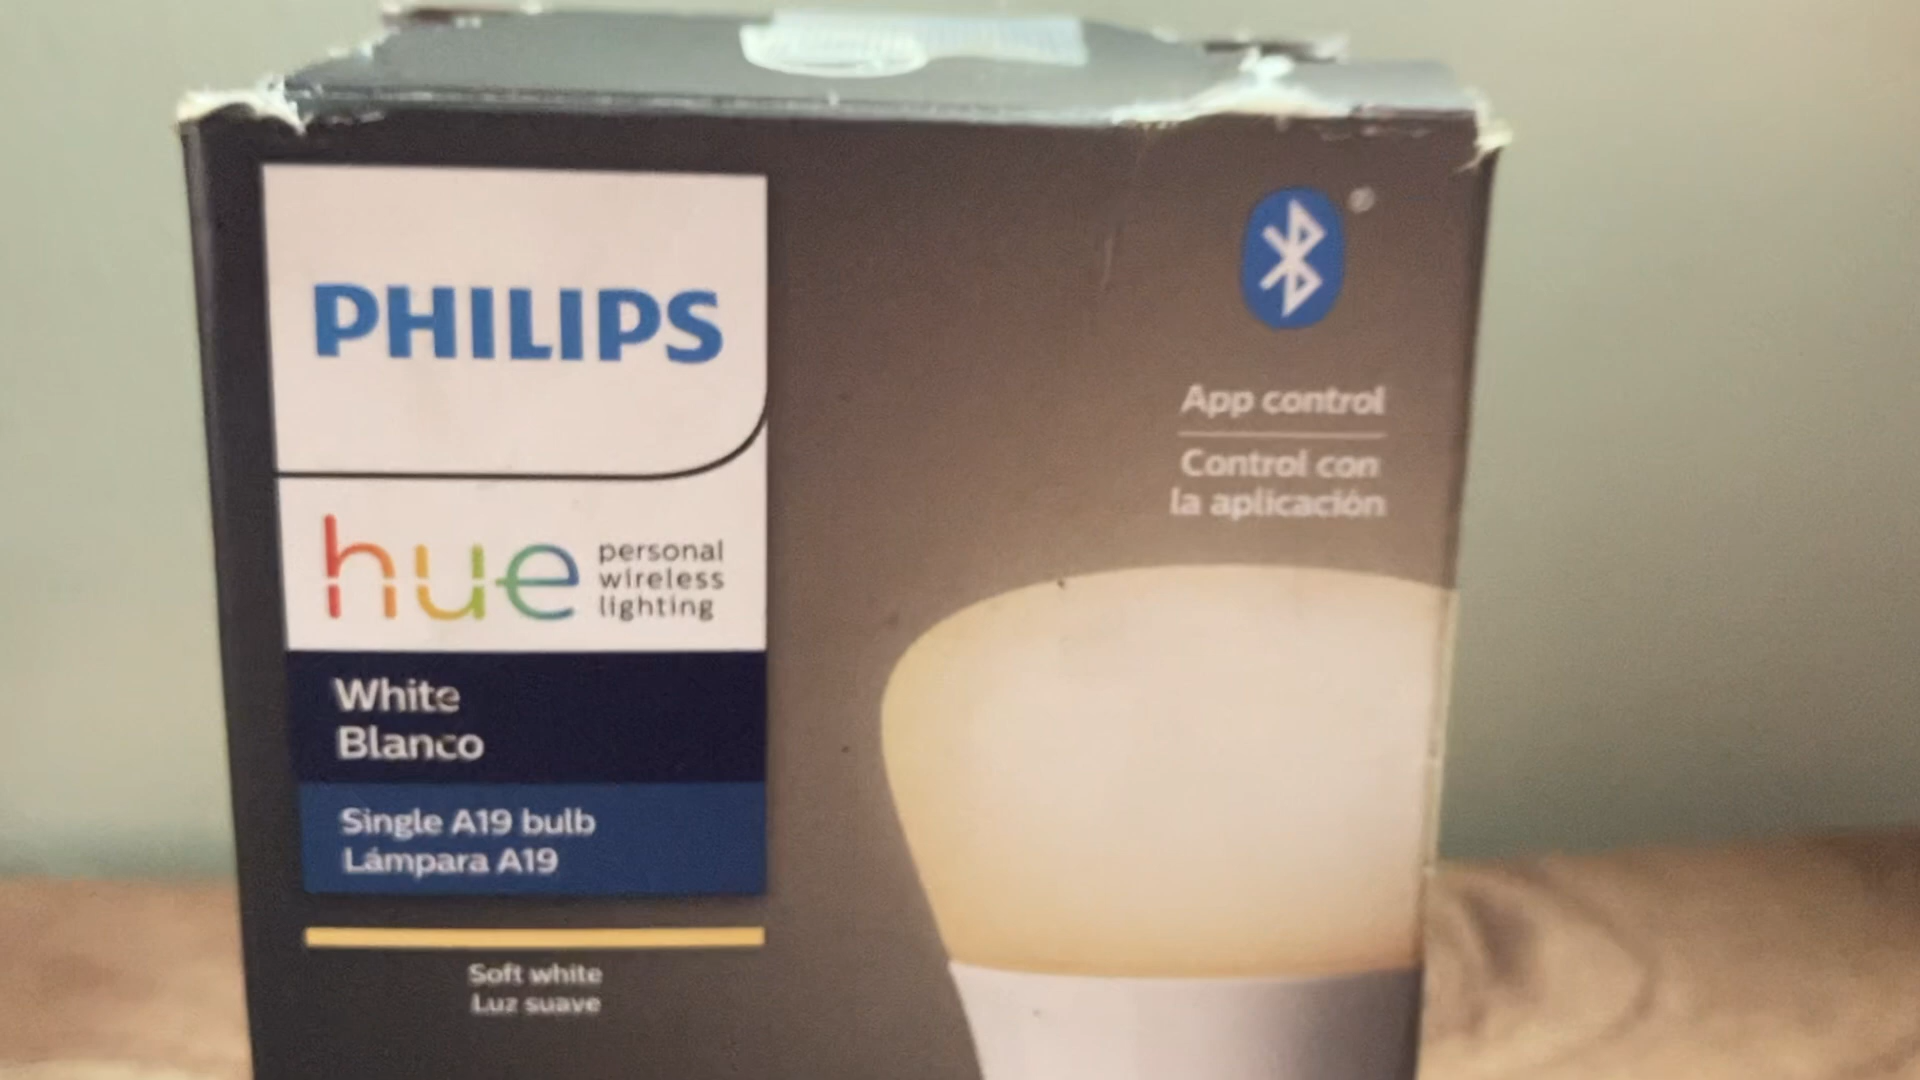 PHILIPS
hue
personal
wireless
lighting
White
Blanco
Single A19 bulb
Lámpara A19
Soft white
Luz suave
®
App control
Control con
la aplicación